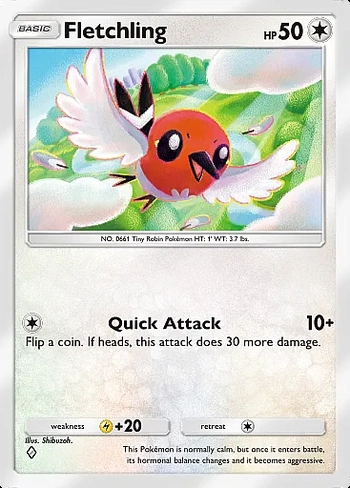 BASIC Fletchling HP 50
NO. 0661 Tiny Robin Pokémon HT: 1' WT: 3.7 lbs.
Quick Attack 10+
Flip a coin. If heads, this attack does 30 more damage.
weakness +20 retreat
Illus. Shibuzoh.
This Pokémon is normally calm, but once it enters battle,
its hormonal balance changes and it becomes aggressive.